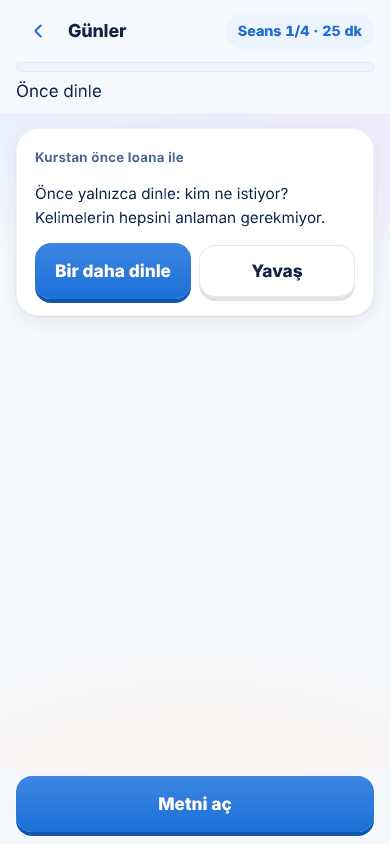 Günler
Seans 1/4 · 25 dk
Önce dinle
Kurstan önce Ioana ile
Önce yalnızca dinle: kim ne istiyor?
Kelimelerin hepsini anlaman gerekmiyor.
Bir daha dinle
Yavaş
Metni aç